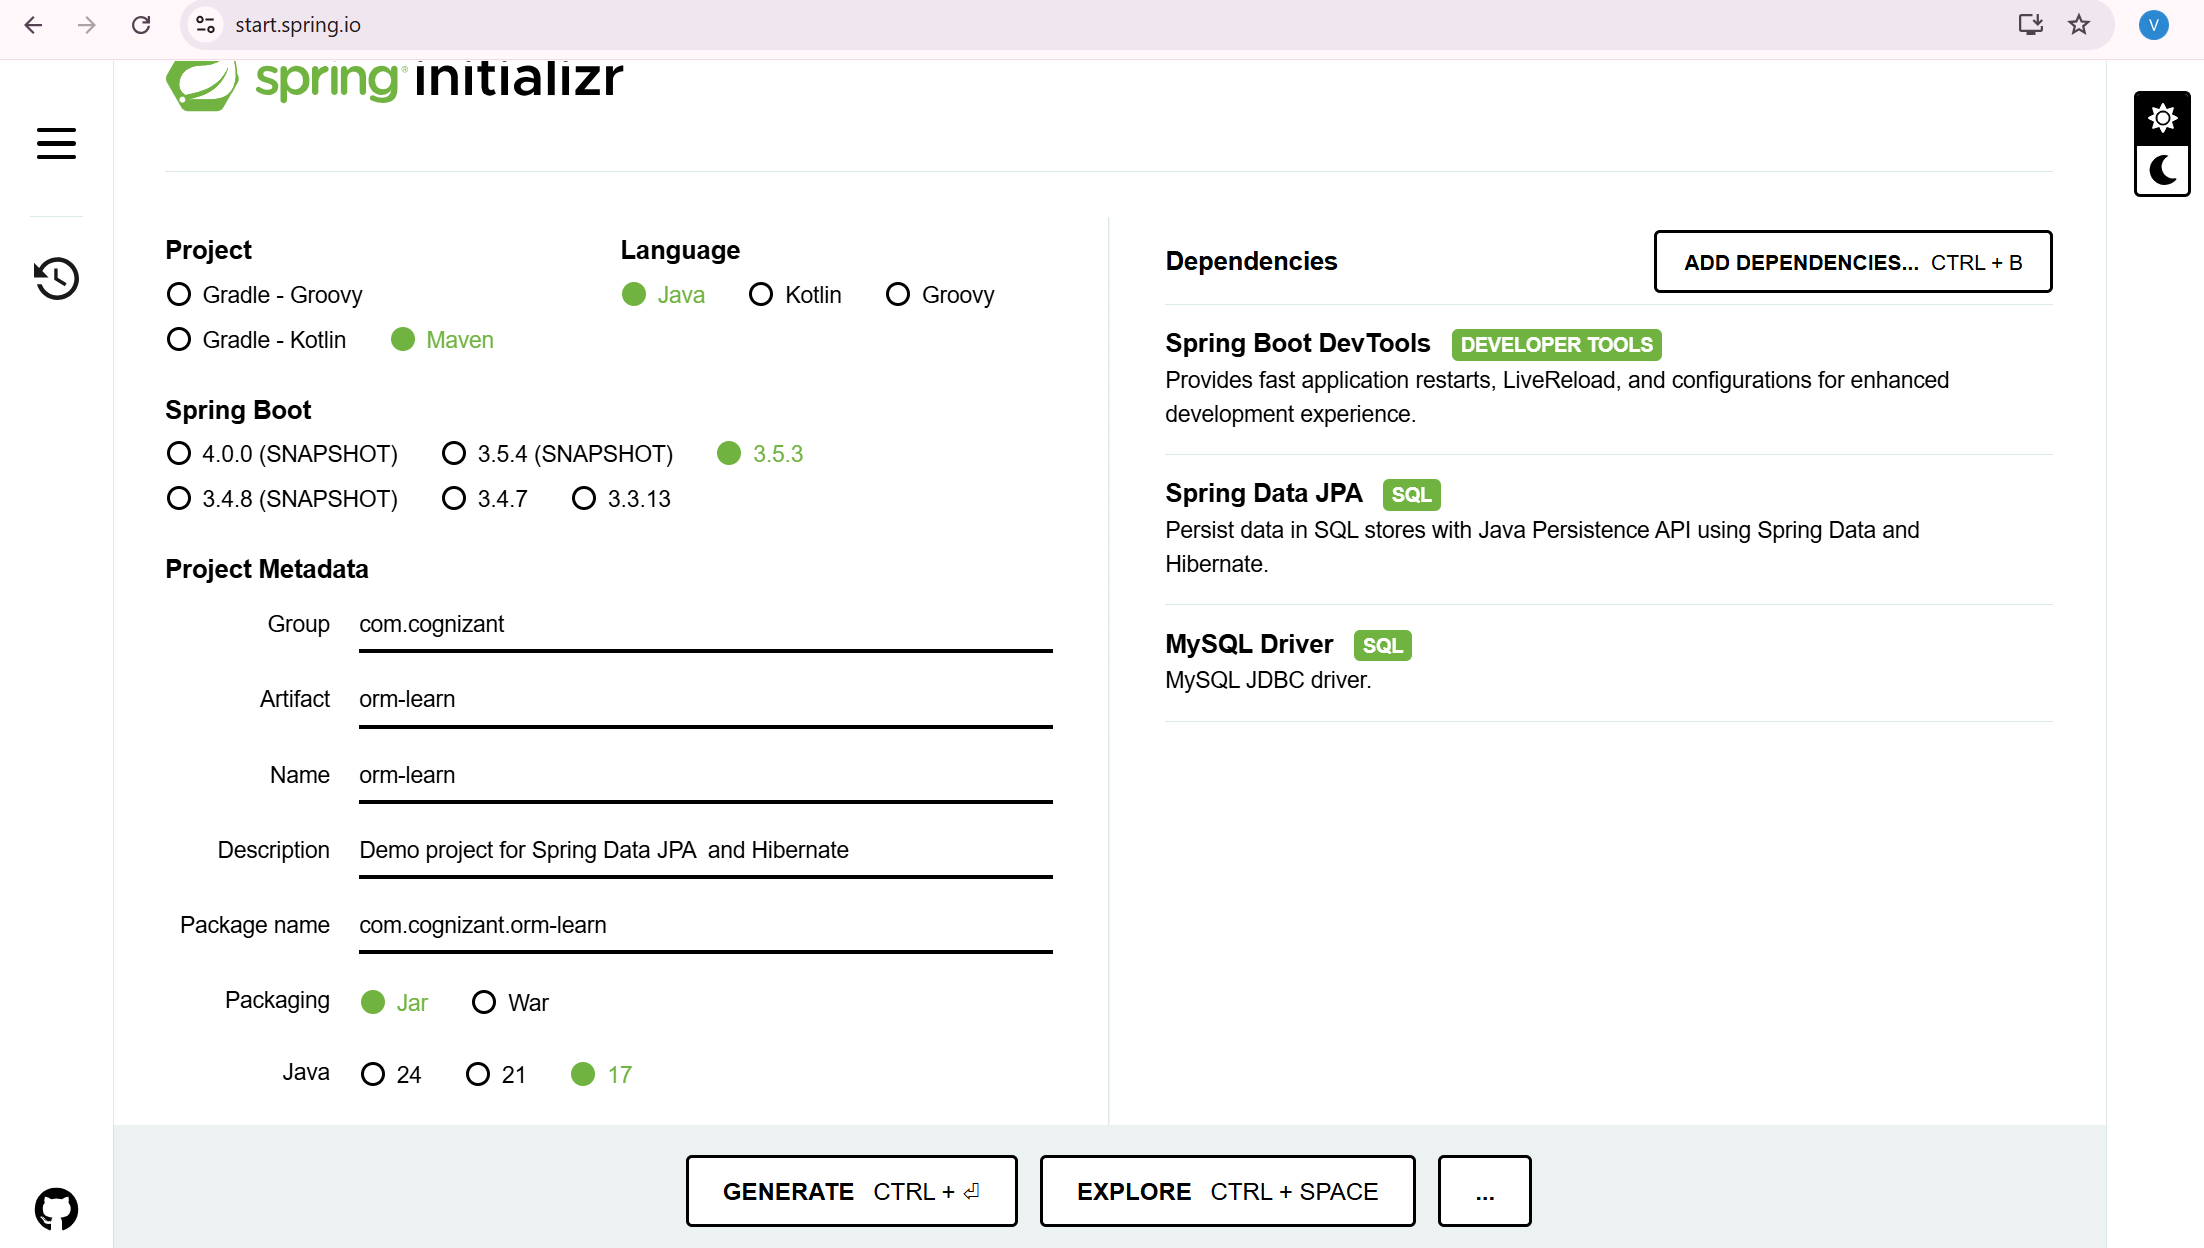 start.spring.io
V
spring® initializr
Project
Gradle - Groovy
Gradle - Kotlin Maven
Language
Java Kotlin Groovy
Spring Boot
4.0.0 (SNAPSHOT) 3.5.4 (SNAPSHOT) 3.5.3
3.4.8 (SNAPSHOT) 3.4.7 3.3.13
Project Metadata
Group com.cognizant
Artifact orm-learn
Name orm-learn
Description Demo project for Spring Data JPA  and Hibernate
Package name com.cognizant.orm-learn
Packaging Jar War
Java 24 21 17
Dependencies
ADD DEPENDENCIES... CTRL + B
Spring Boot DevTools DEVELOPER TOOLS
Provides fast application restarts, LiveReload, and configurations for enhanced
development experience.
Spring Data JPA SQL
Persist data in SQL stores with Java Persistence API using Spring Data and
Hibernate.
MySQL Driver SQL
MySQL JDBC driver.
GENERATE CTRL + ⏎
EXPLORE CTRL + SPACE
...